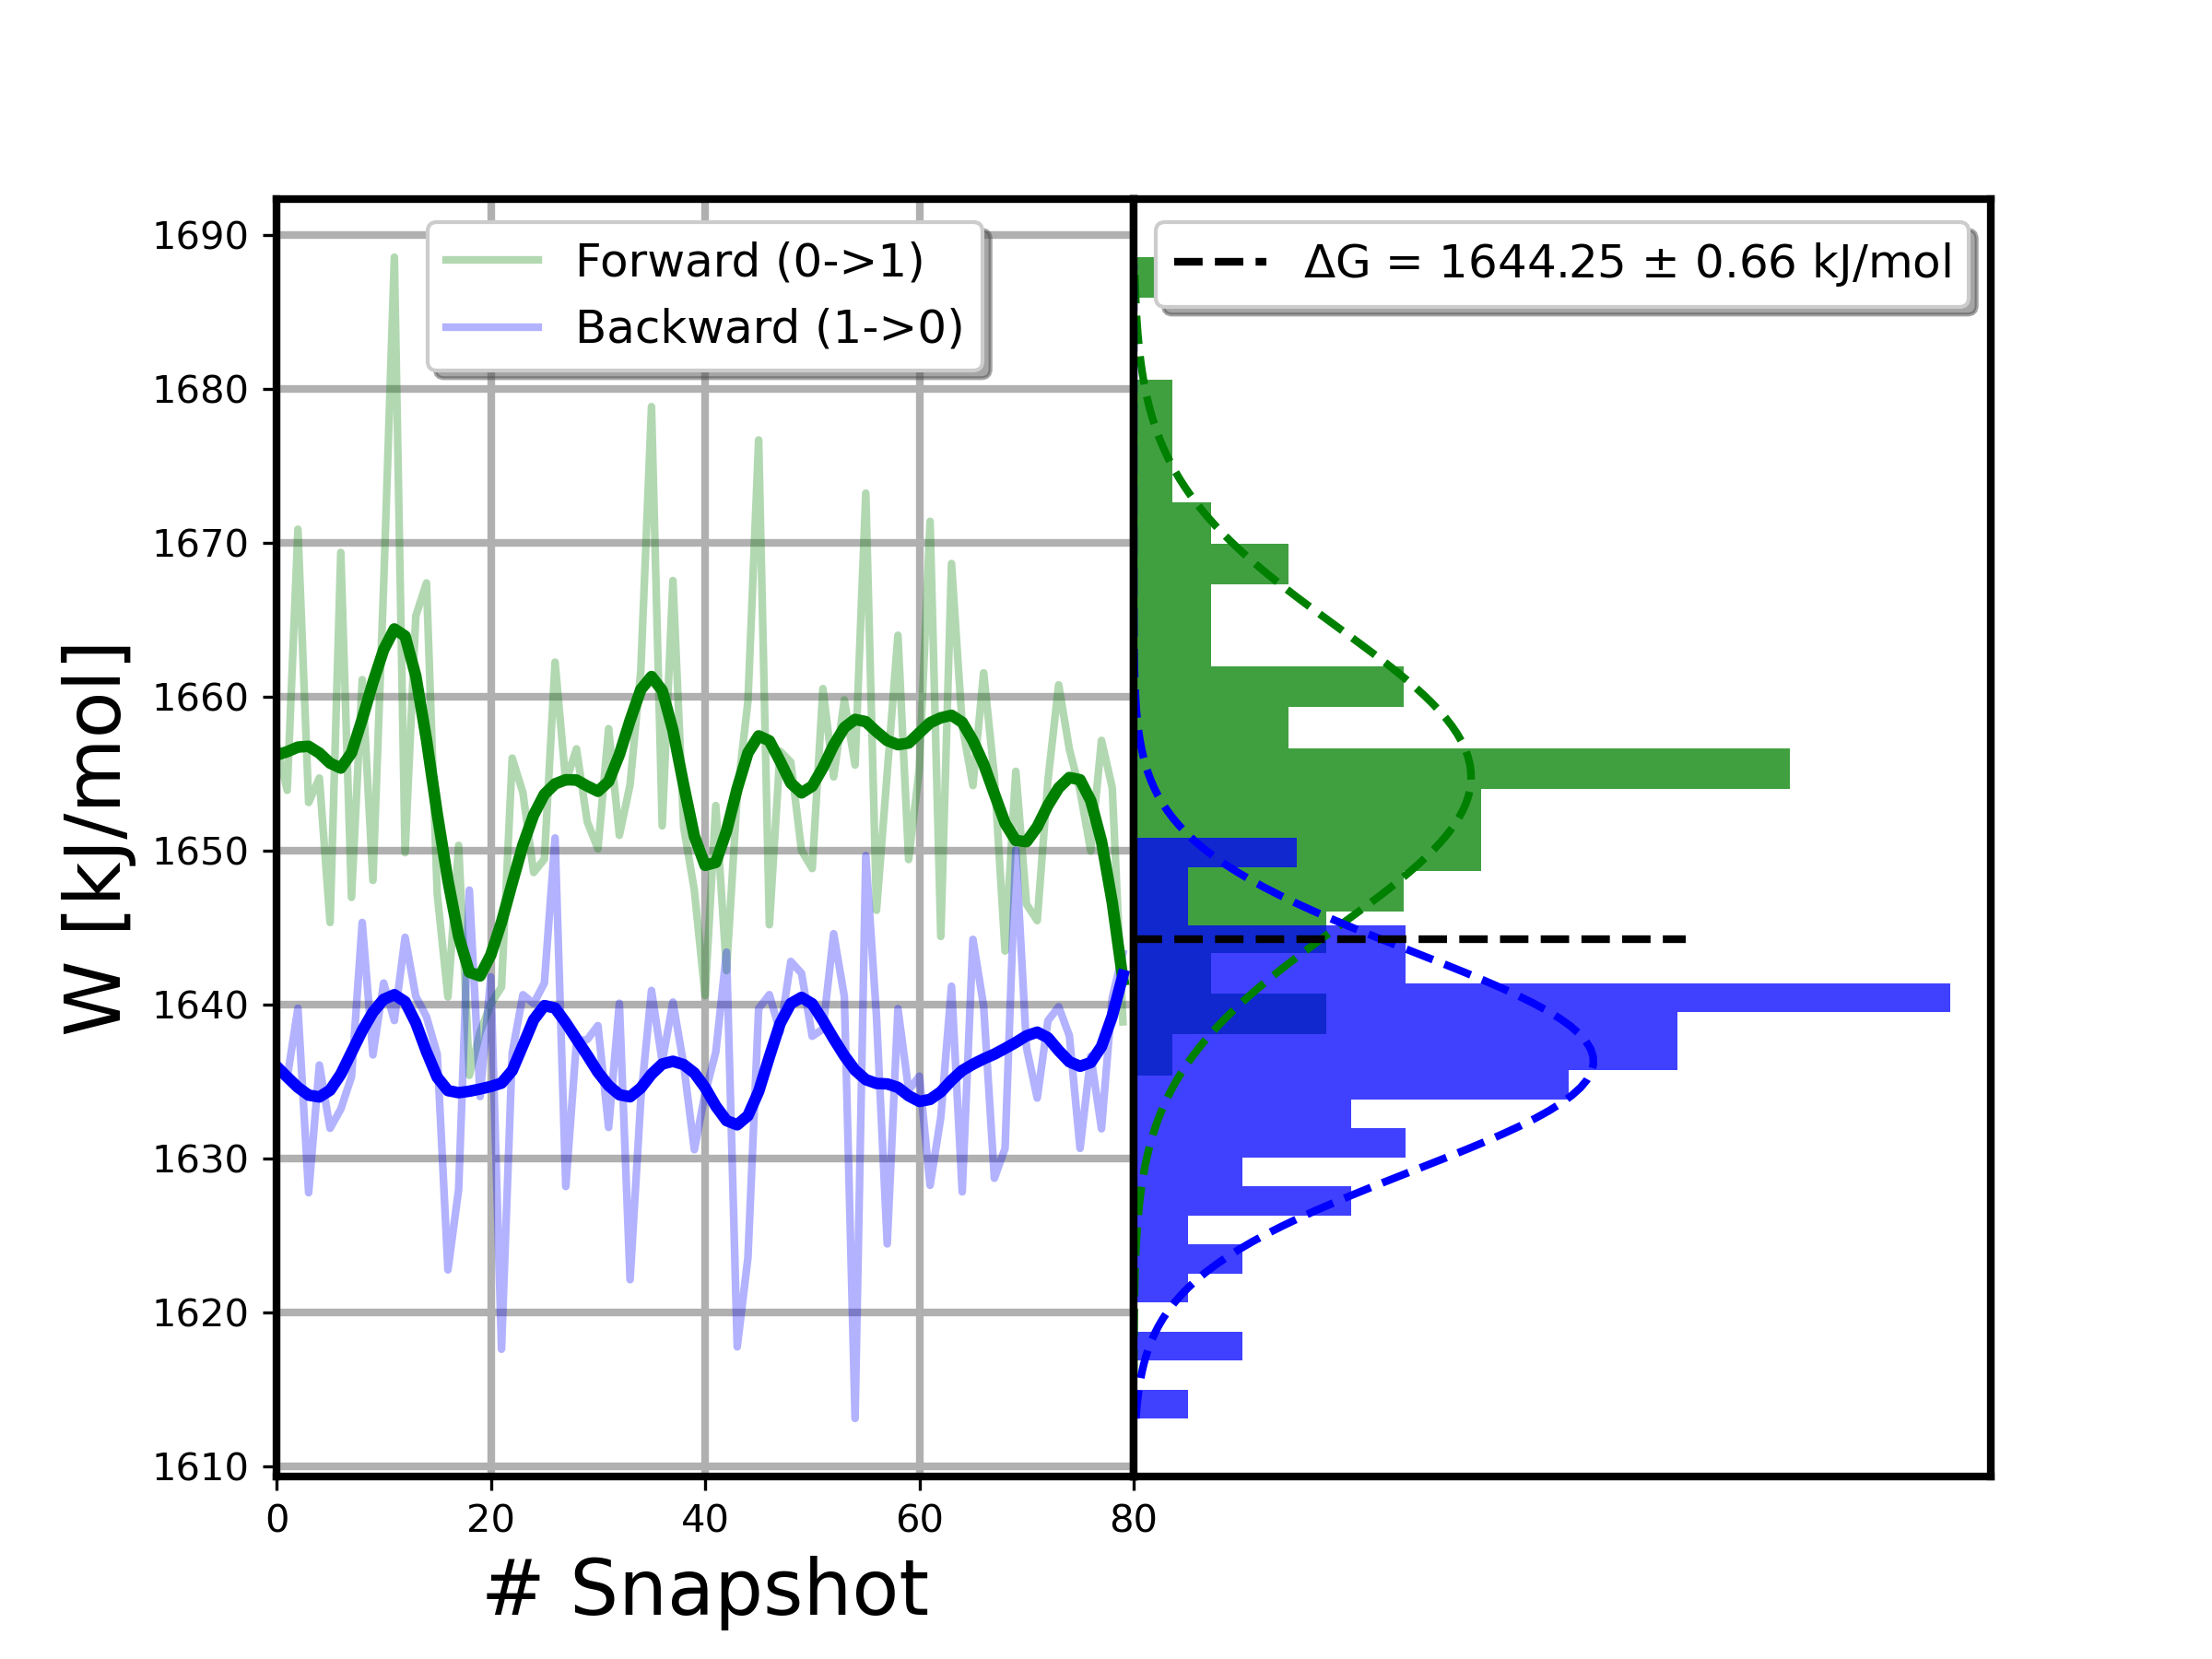 Forward (0->1)
Backward (1->0)
ΔG = 1644.25 ± 0.66 kJ/mol
W [kJ/mol]
1690
1680
1670
1660
1650
1640
1630
1620
1610
0 20 40 60 80
# Snapshot